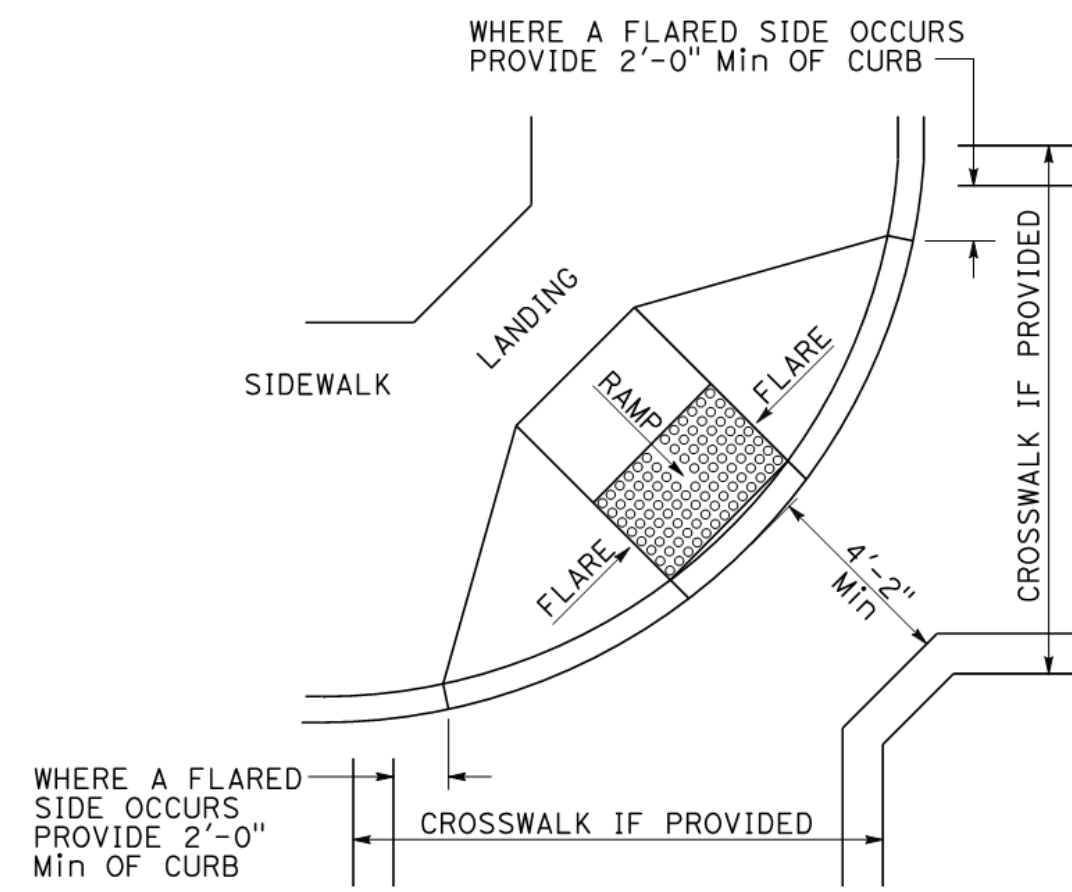 WHERE A FLARED SIDE OCCURS
PROVIDE 2'-0" Min OF CURB
LANDING
SIDEWALK
RAMP
FLARE
FLARE
4'-2"
Min
CROSSWALK IF PROVIDED
WHERE A FLARED
SIDE OCCURS
PROVIDE 2'-0"
Min OF CURB
CROSSWALK IF PROVIDED